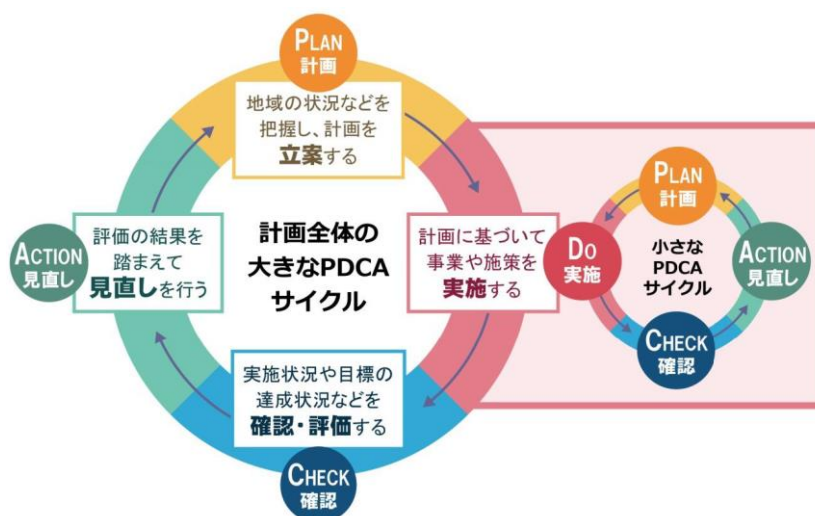 PLAN
計画
地域の状況などを
把握し、計画を
立案する
計画に基づいて
事業や施策を
実施する
DO
実施
実施状況や目標の
達成状況などを
確認・評価する
CHECK
確認
ACTION
見直し
評価の結果を
踏まえて
見直しを行う
計画全体の
大きなPDCA
サイクル
PLAN
計画
小さな
PDCA
サイクル
ACTION
見直し
CHECK
確認